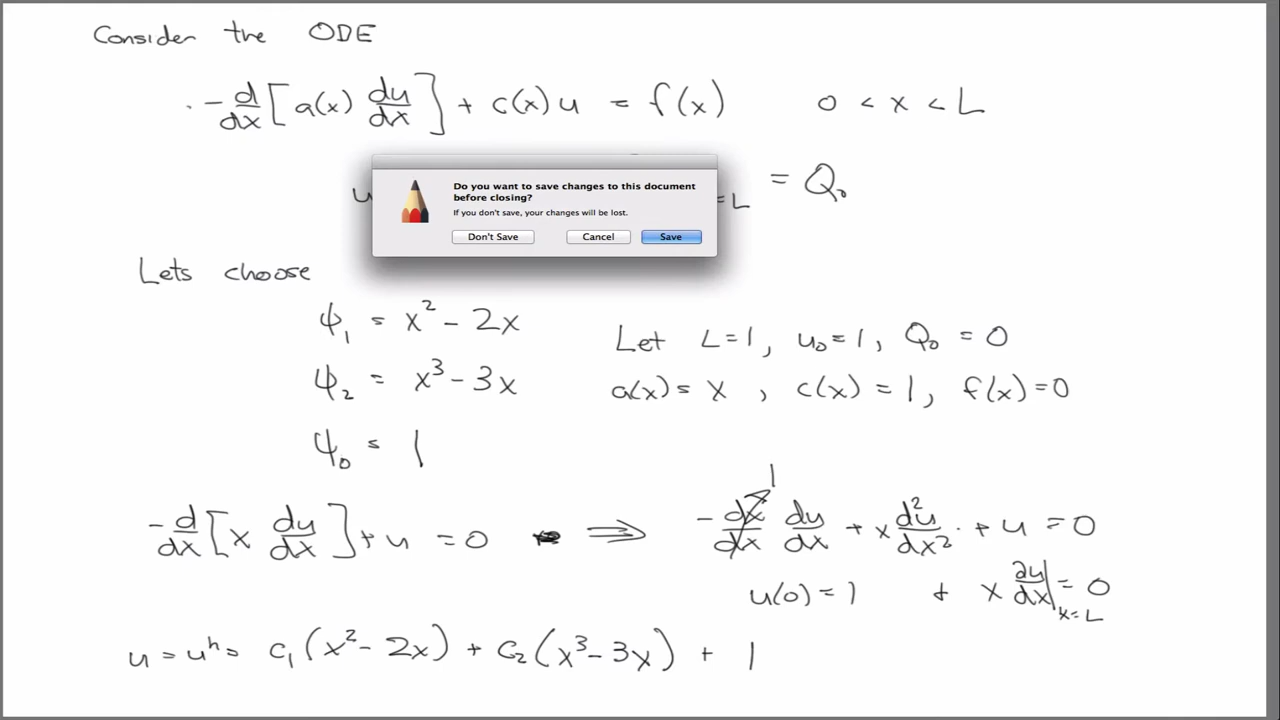 Consider the ODE
- d/dx [ a(x) du/dx ] + c(x) u = f(x)    0 < x < L
Do you want to save changes to this document
before closing?
If you don't save, your changes will be lost.
Don't Save Cancel Save
u =L = Q₀
Lets choose
ψ₁ = x² - 2x
Let L=1, u₀=1, Q₀ = 0
ψ₂ = x³ - 3x
a(x) = x, c(x) = 1, f(x)=0
ψ₀ = 1
- d/dx [ x du/dx ] + u = 0 ⇒ - dx/dx 1 du/dx + x d²u/dx² + u = 0
u(0) = 1 + x du/dx | x=L = 0
u = uʰ = c₁(x² - 2x) + c₂(x³ - 3x) + 1